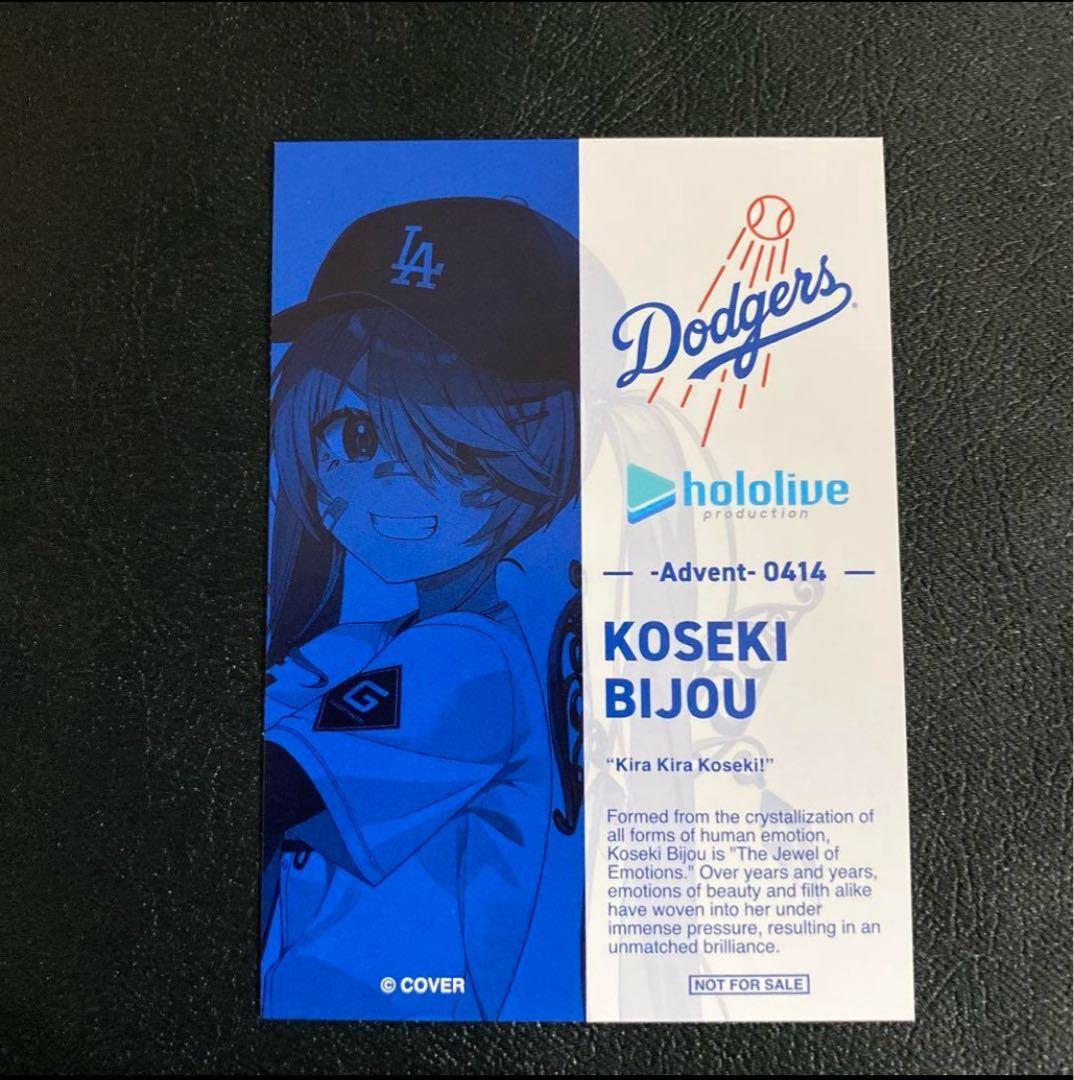 LA
G
Dodgers
hololive
production
-Advent- 0414
KOSEKI
BIJOU
“Kira Kira Koseki!”
Formed from the crystallization of
all forms of human emotion,
Koseki Bijou is "The Jewel of
Emotions." Over years and years,
emotions of beauty and filth alike
have woven into her under
immense pressure, resulting in an
unmatched brilliance.
© COVER
NOT FOR SALE